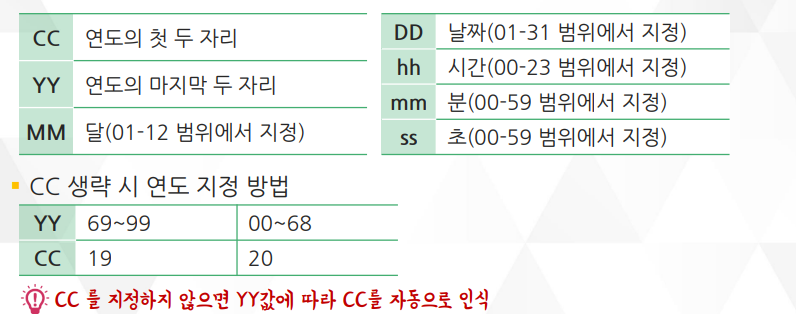 CC 연도의 첫 두 자리
YY 연도의 마지막 두 자리
MM 달(01-12 범위에서 지정)
DD 날짜(01-31 범위에서 지정)
hh 시간(00-23 범위에서 지정)
mm 분(00-59 범위에서 지정)
ss 초(00-59 범위에서 지정)
CC 생략 시 연도 지정 방법
YY 69~99 00~68
CC 19 20
CC 를 지정하지 않으면 YY값에 따라 CC를 자동으로 인식